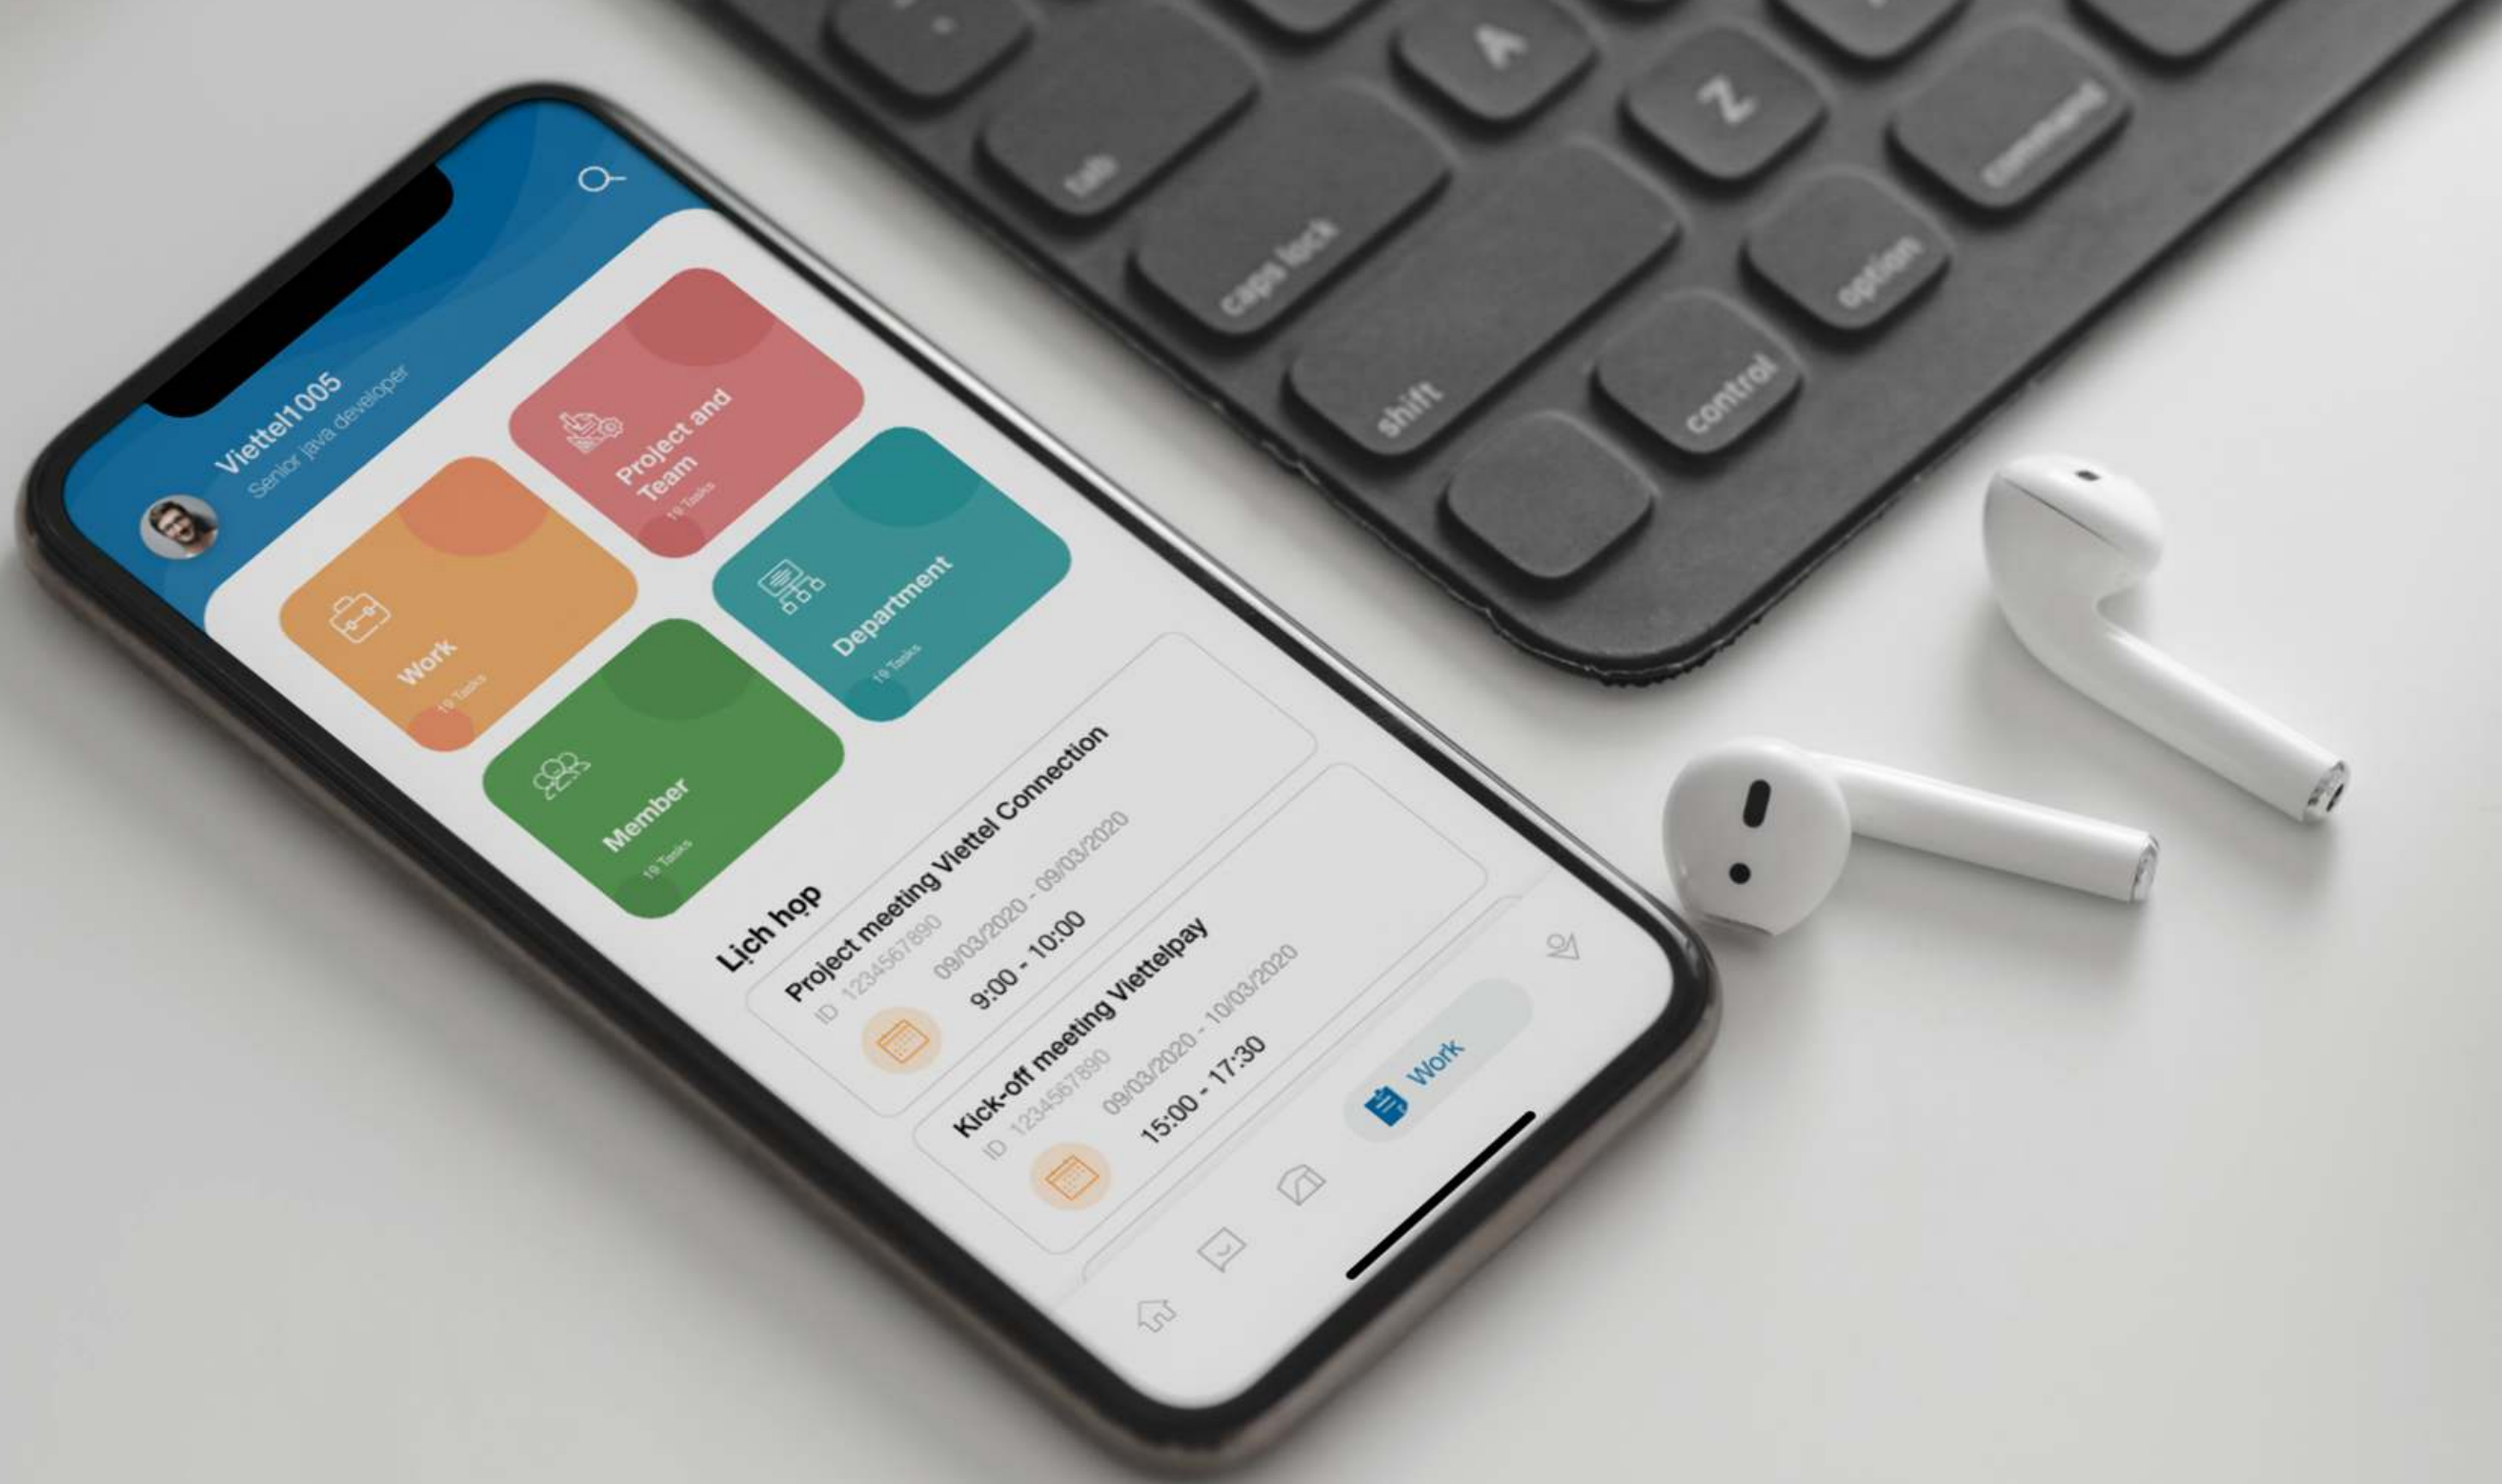 Viettel1005
Senior java developer
Work
19 Tasks
Project and
Team
19 Tasks
Member
19 Tasks
Department
19 Tasks
Lịch họp
Project meeting Viettel Connection
ID 1234567890
09/03/2020 - 09/03/2020
9:00 - 10:00
Kick-off meeting Viettelpay
ID 1234567890
09/03/2020 - 10/03/2020
15:00 - 17:30
Work
tab
caps lock
A
shift
Z
control
option
command